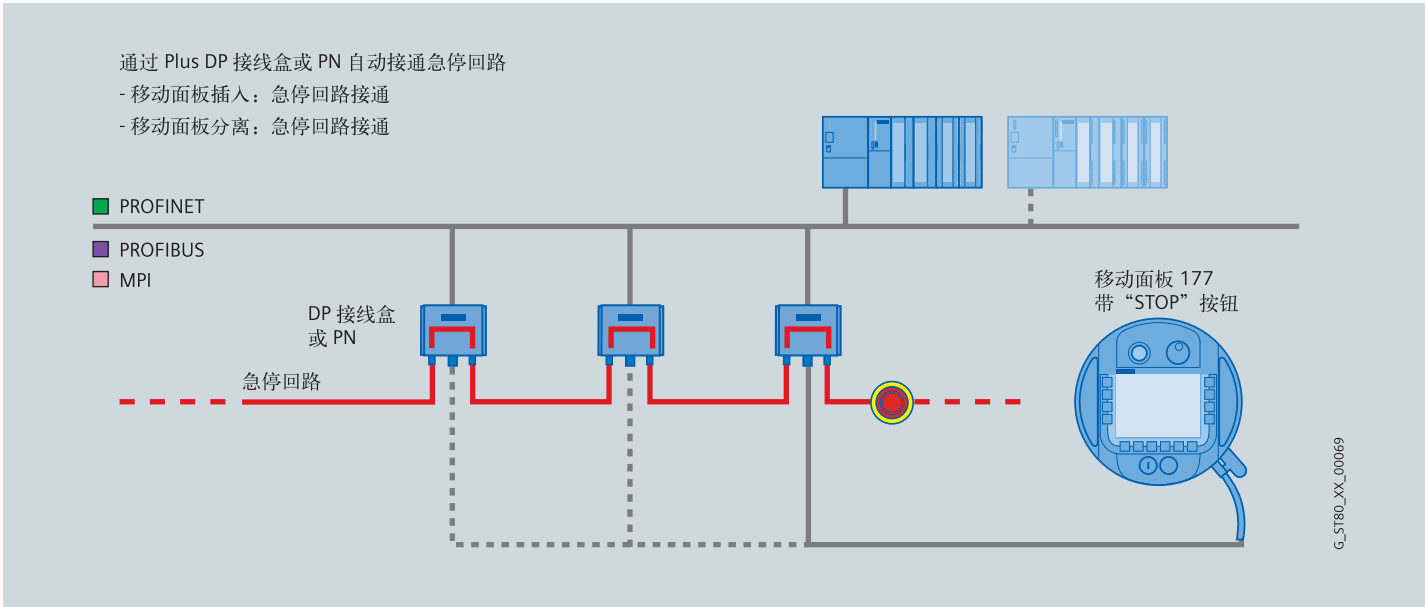 通过 Plus DP 接线盒或 PN 自动接通急停回路
- 移动面板插入：急停回路接通
- 移动面板分离：急停回路接通
PROFINET
PROFIBUS
MPI
DP 接线盒
或 PN
急停回路
移动面板 177
带“STOP”按钮
G_ST80_XX_00069